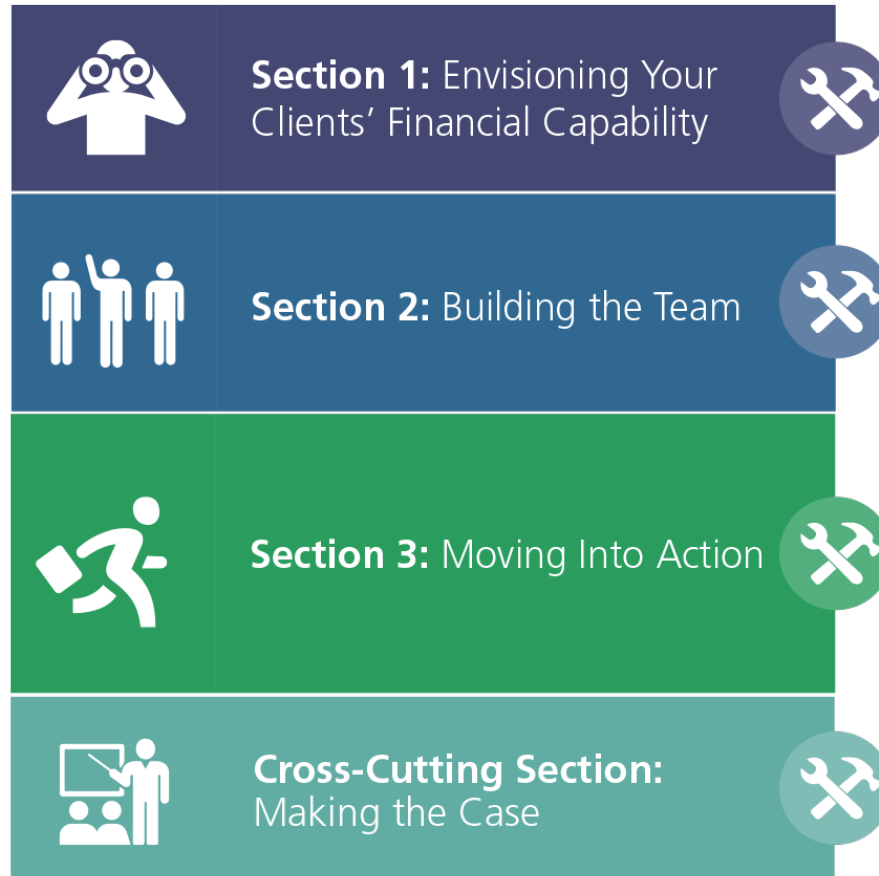 Section 1: Envisioning Your
Clients’ Financial Capability
Section 2: Building the Team
Section 3: Moving Into Action
Cross-Cutting Section:
Making the Case